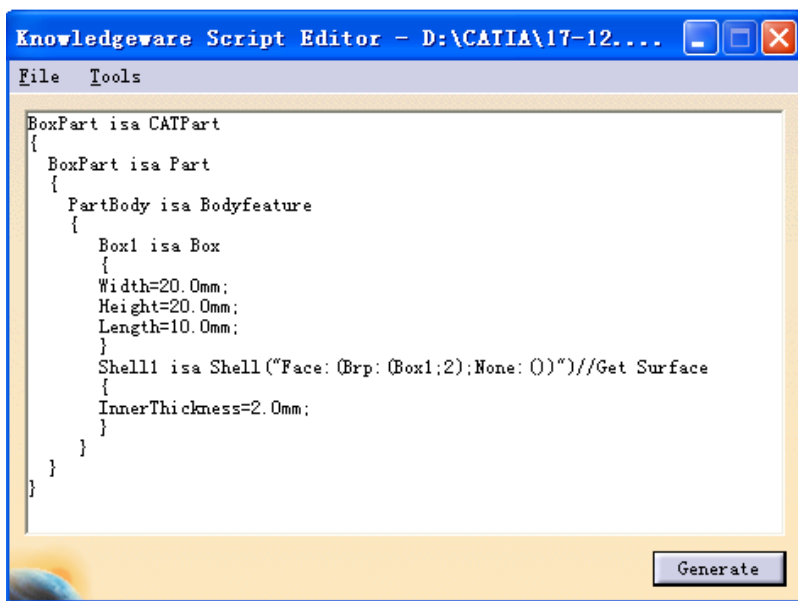 Knowledgeware Script Editor - D:\CATIA\17-12....
File Tools
BoxPart isa CATPart
{
BoxPart isa Part
{
PartBody isa Bodyfeature
{
Box1 isa Box
{
Width=20.0mm;
Height=20.0mm;
Length=10.0mm;
}
Shell1 isa Shell("Face:(Brp:(Box1;2);None:())")//Get Surface
{
InnerThickness=2.0mm;
}
}
}
}
Generate